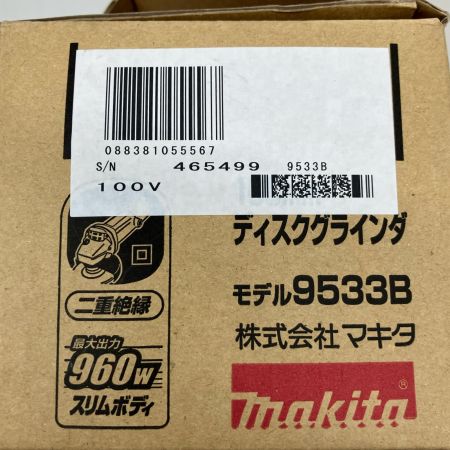 088381055567
S/N 465499 9533B
100V
ディスクグラインダ
モデル9533B
株式会社マキタ
makita®
二重絶縁
最大出力
960W
スリムボディ